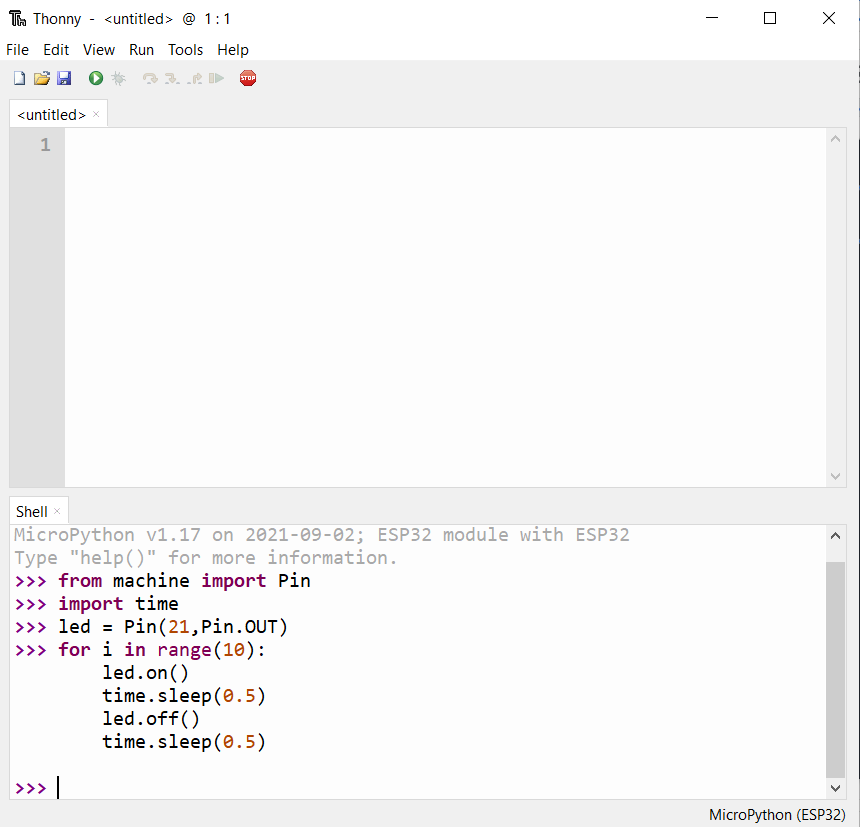 Thonny - <untitled> @ 1 : 1
File Edit View Run Tools Help
STOP
<untitled> ×
1
Shell ×
MicroPython v1.17 on 2021-09-02; ESP32 module with ESP32
Type "help()" for more information.
>>> from machine import Pin
>>> import time
>>> led = Pin(21,Pin.OUT)
>>> for i in range(10):
        led.on()
        time.sleep(0.5)
        led.off()
        time.sleep(0.5)
>>>
MicroPython (ESP32)